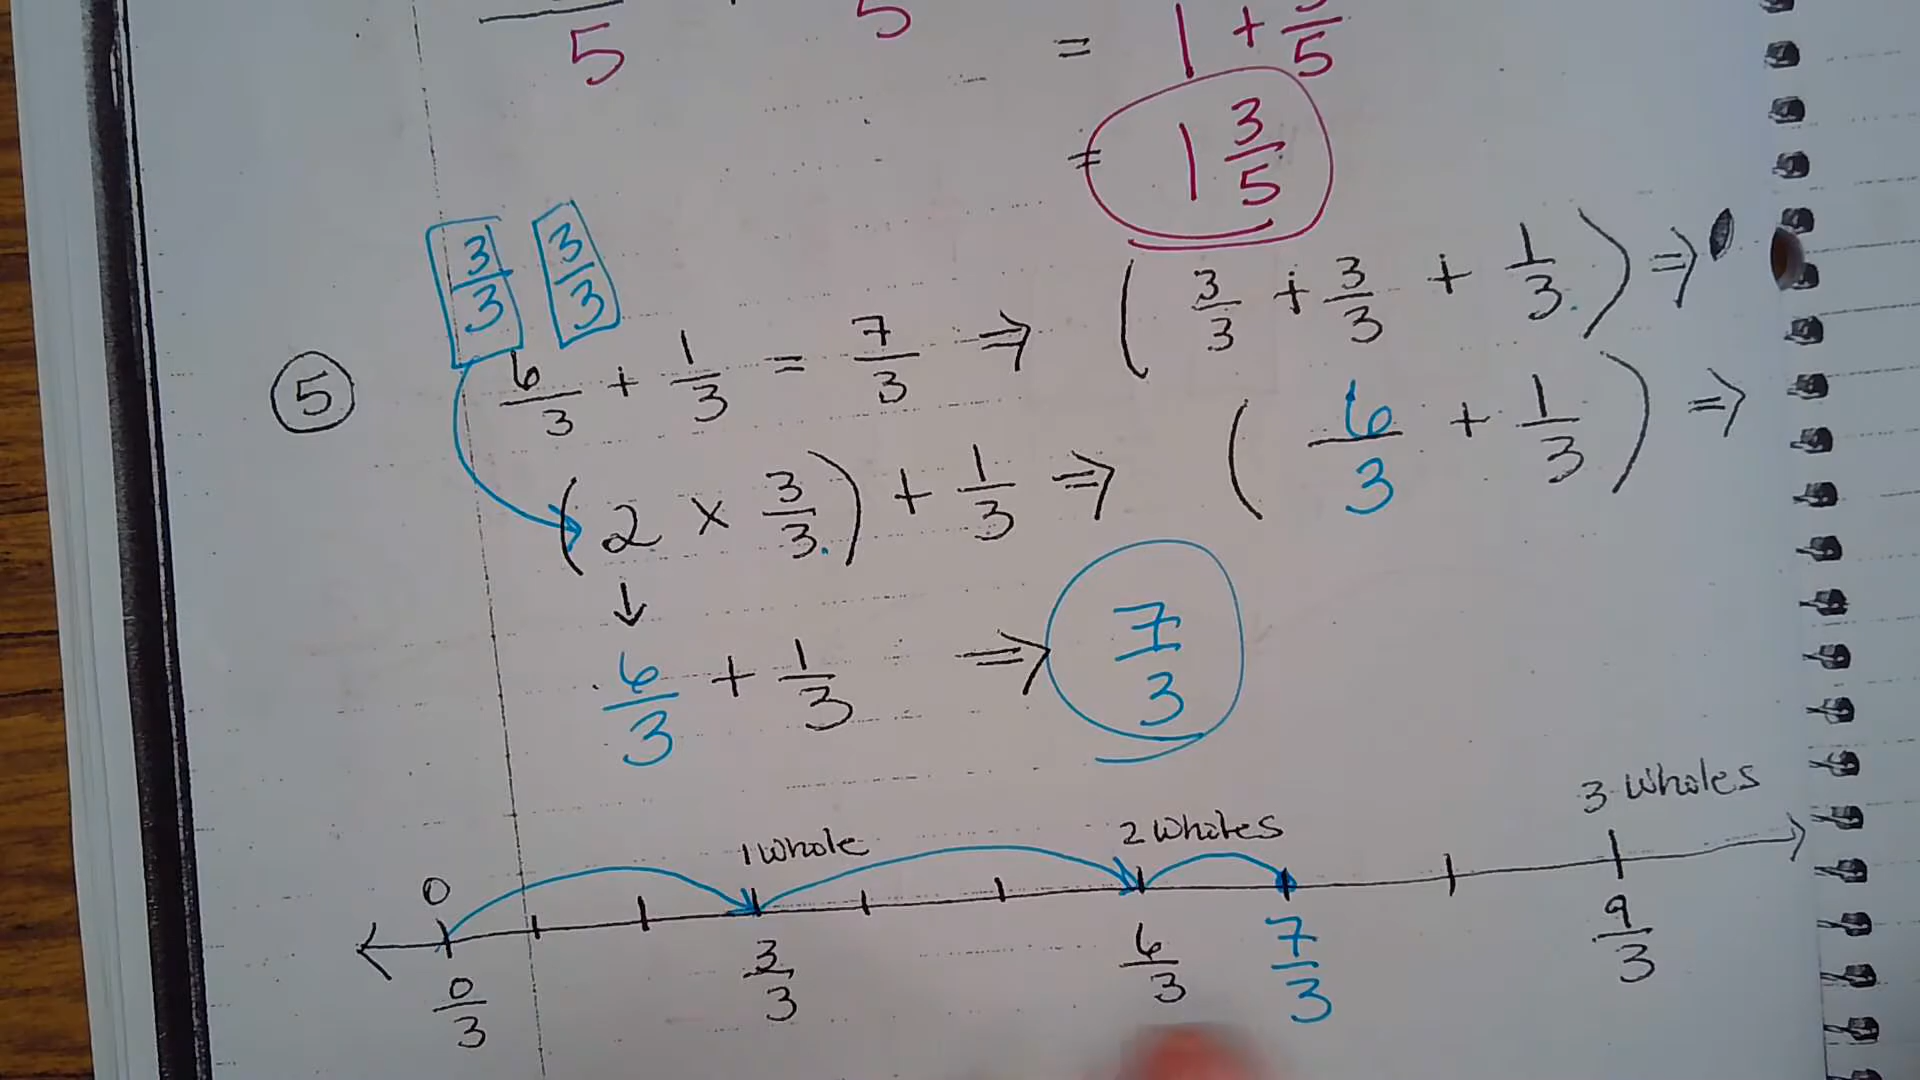 5 5 = 1 + 3/5
= 1 3/5
3/3 3/3
⑤ 6/3 + 1/3 = 7/3 ⇒ ( 3/3 + 3/3 + 1/3 ) ⇒
( 2 × 3/3 ) + 1/3 ⇒ ( 6/3 + 1/3 ) ⇒
↓
6/3 + 1/3 ⇒ 7/3
0 1 whole 2 wholes 3 wholes
0/3 3/3 6/3 7/3 9/3